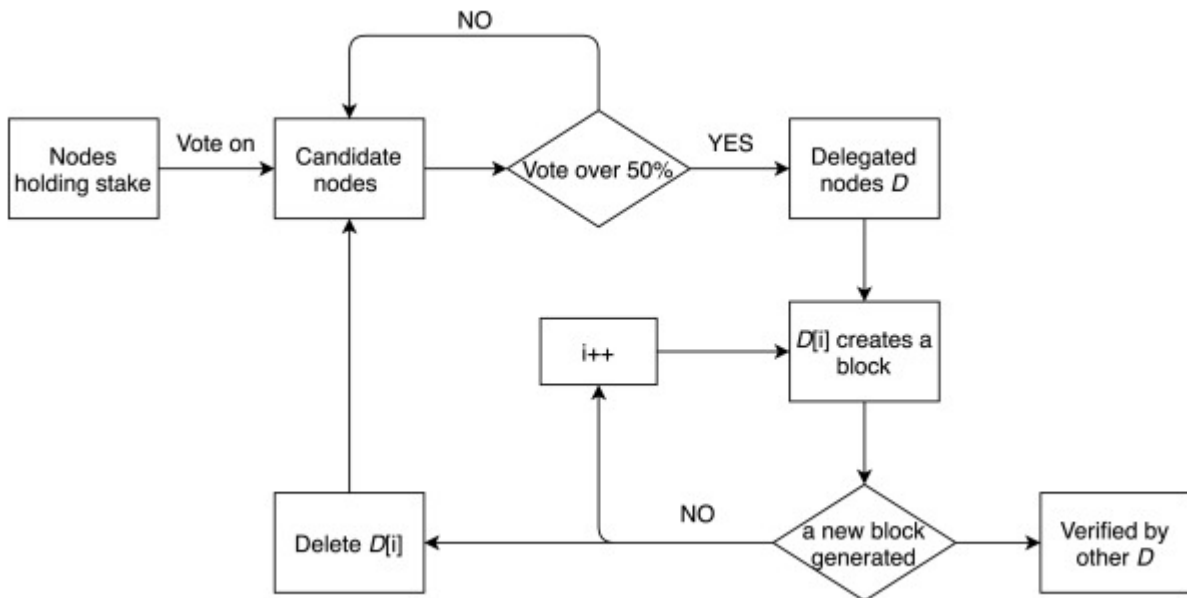 NO
Nodes
holding stake
Vote on
Candidate
nodes
Vote over 50%
YES
Delegated
nodes D
i++
D[i] creates a
block
Delete D[i]
NO
a new block
generated
Verified by
other D